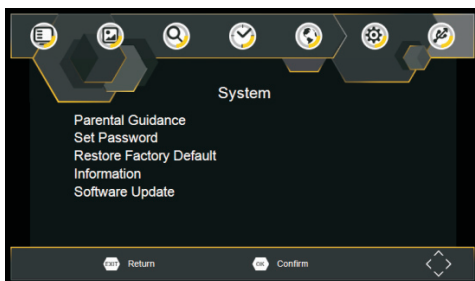 System
Parental Guidance
Set Password
Restore Factory Default
Information
Software Update
EXIT Return OK Confirm